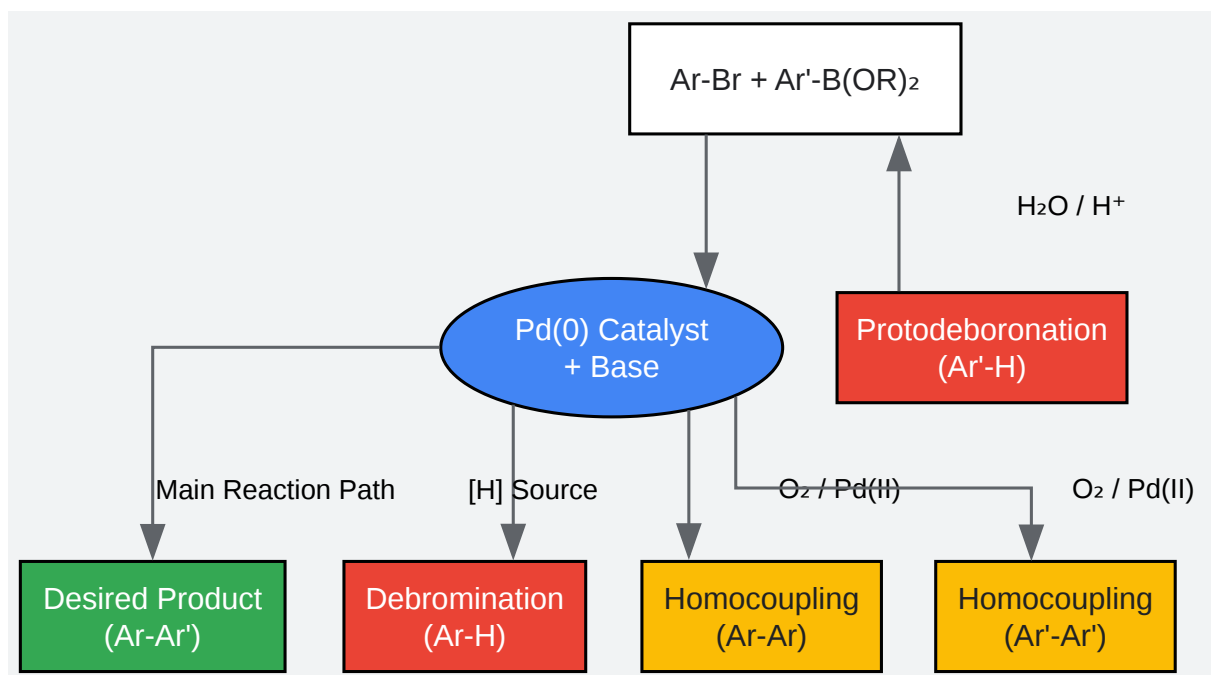 Ar-Br + Ar'-B(OR)₂
H₂O / H⁺
Pd(0) Catalyst
+ Base
Protodeboronation
(Ar'-H)
Main Reaction Path
[H] Source
O₂ / Pd(II)
O₂ / Pd(II)
Desired Product
(Ar-Ar')
Debromination
(Ar-H)
Homocoupling
(Ar-Ar)
Homocoupling
(Ar'-Ar')